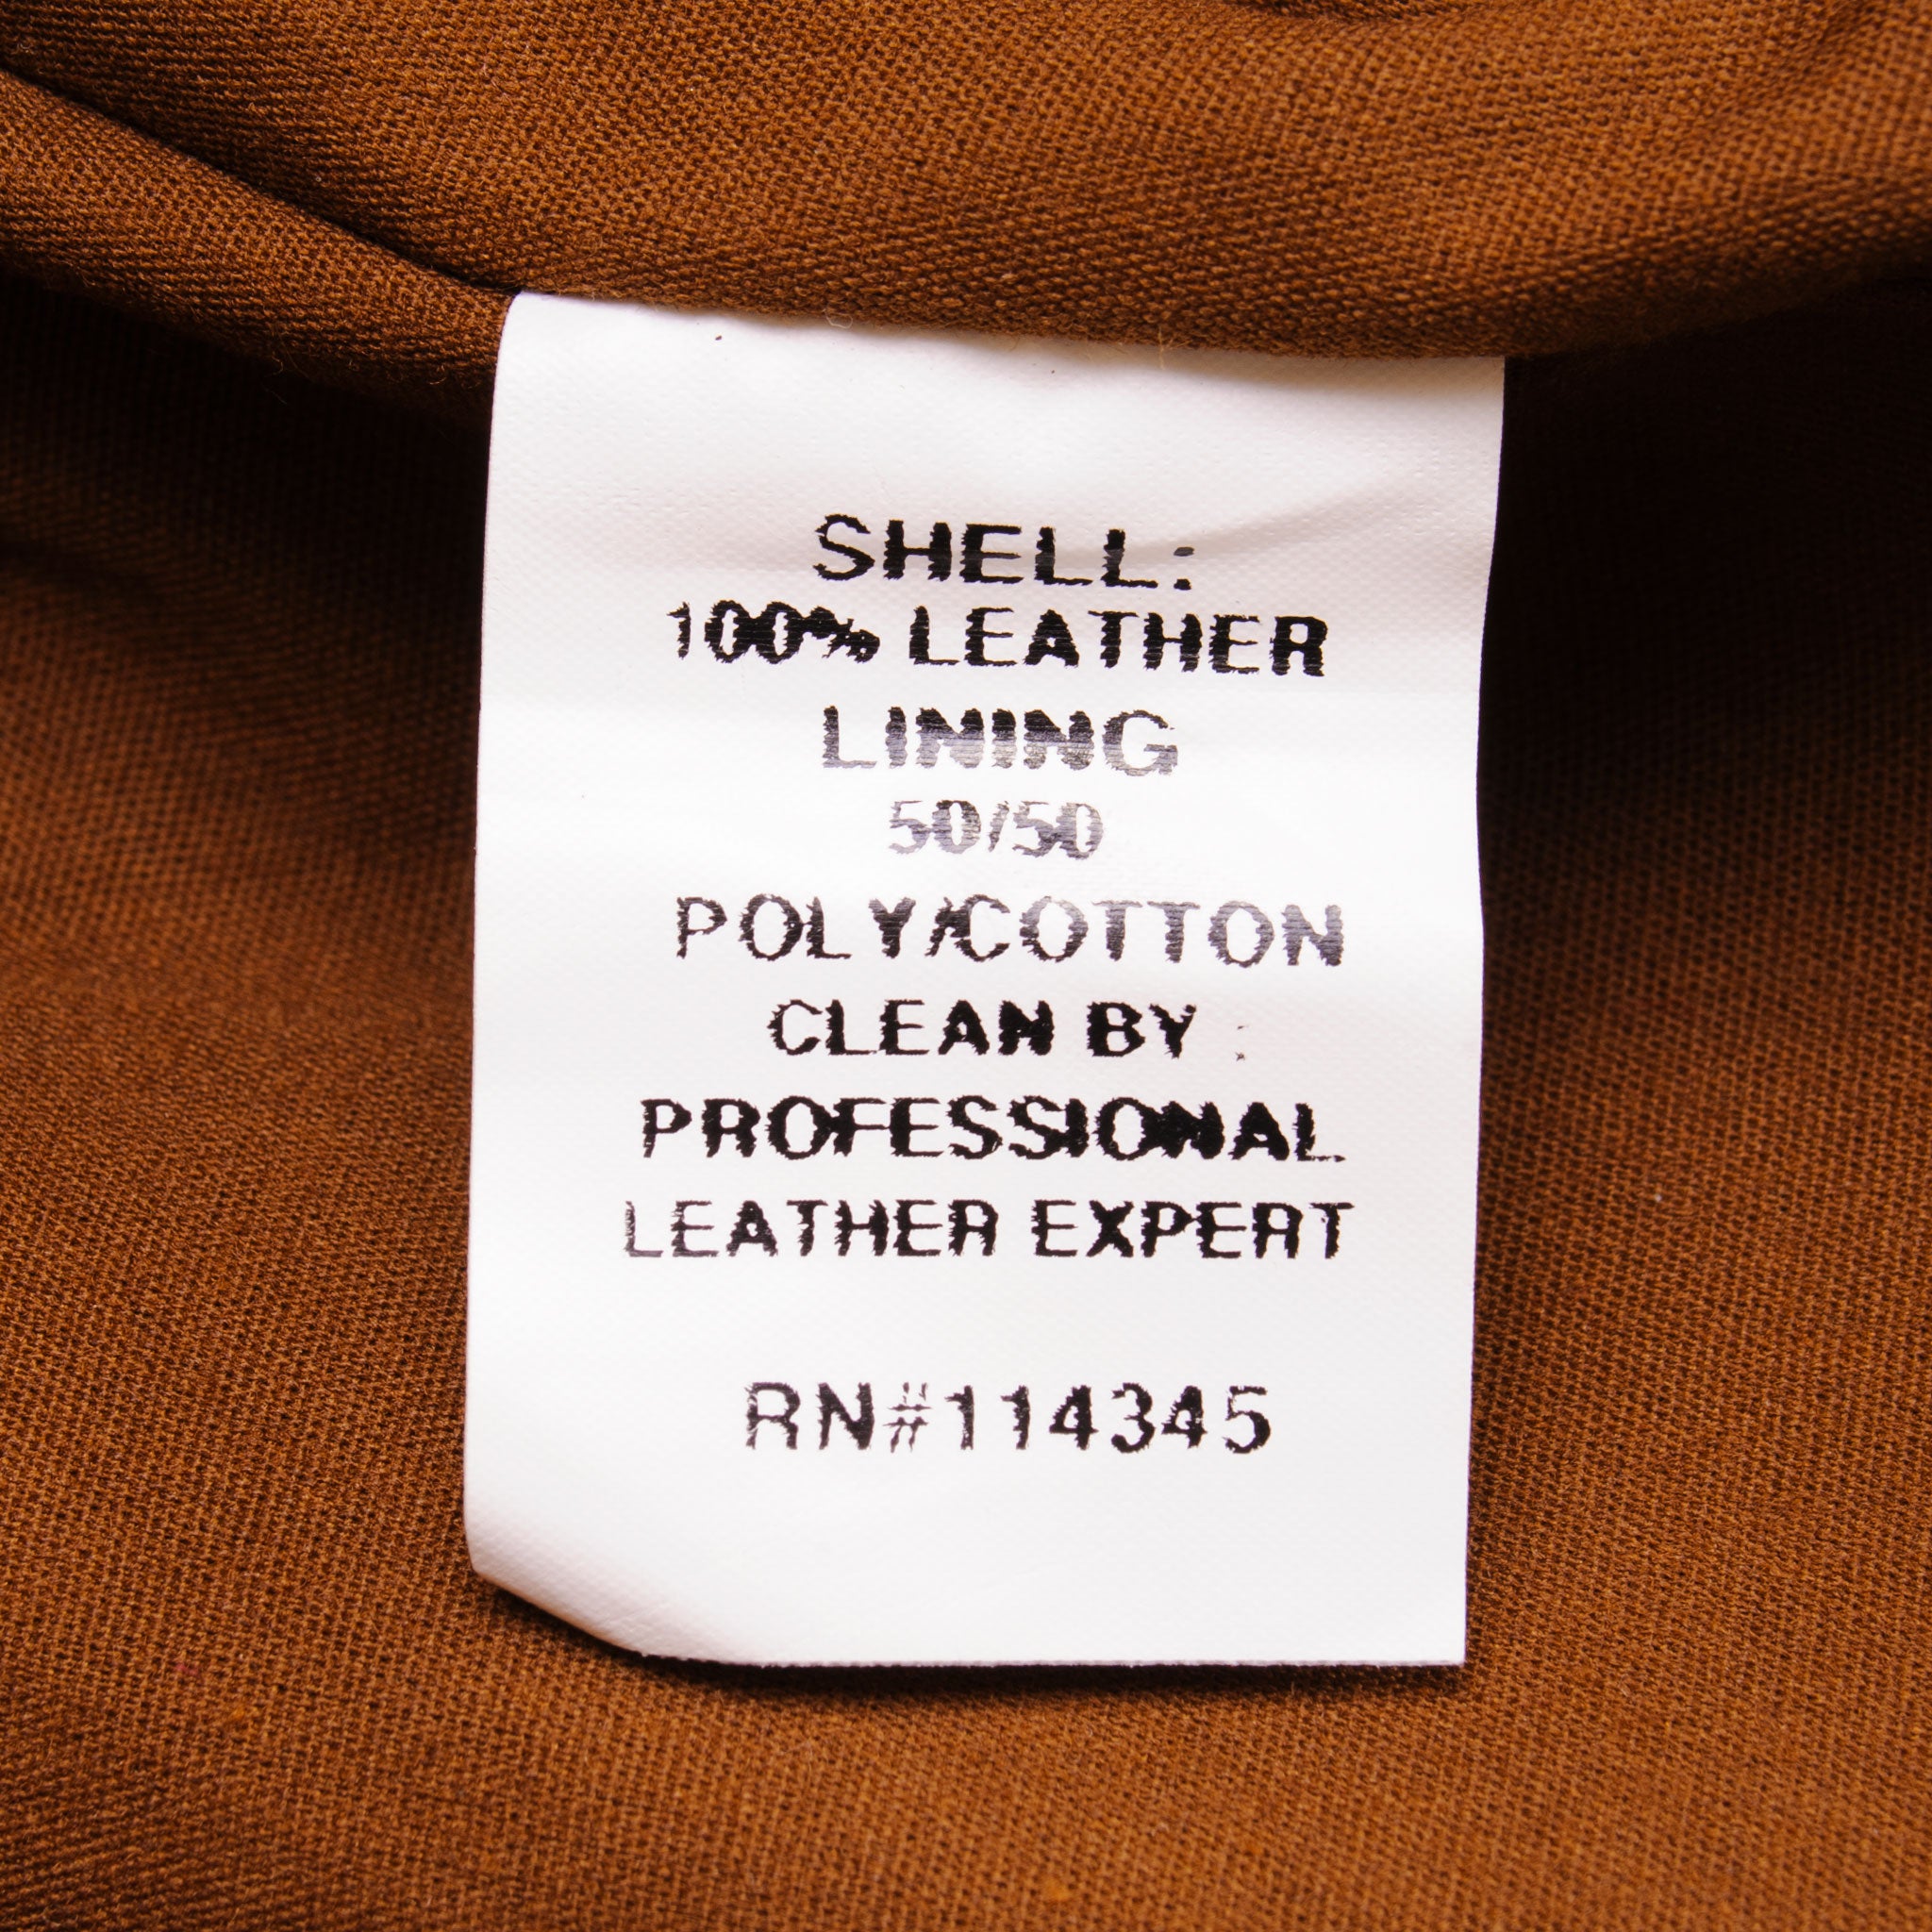 SHELL:
100% LEATHER
LINING
50/50
POLY/COTTON
CLEAN BY :
PROFESSIONAL
LEATHER EXPERT
RN#114345